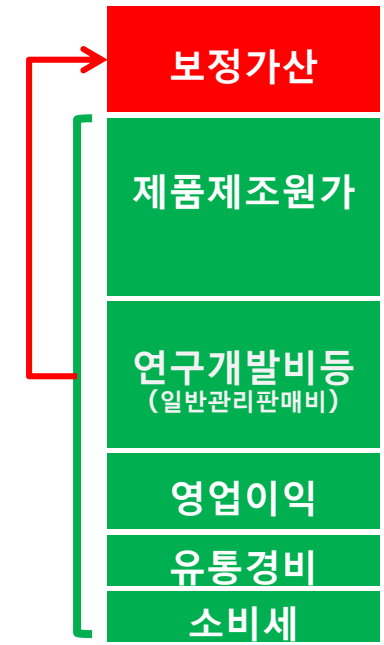 보정가산
제품제조원가
연구개발비등
(일반관리판매비)
영업이익
유통경비
소비세